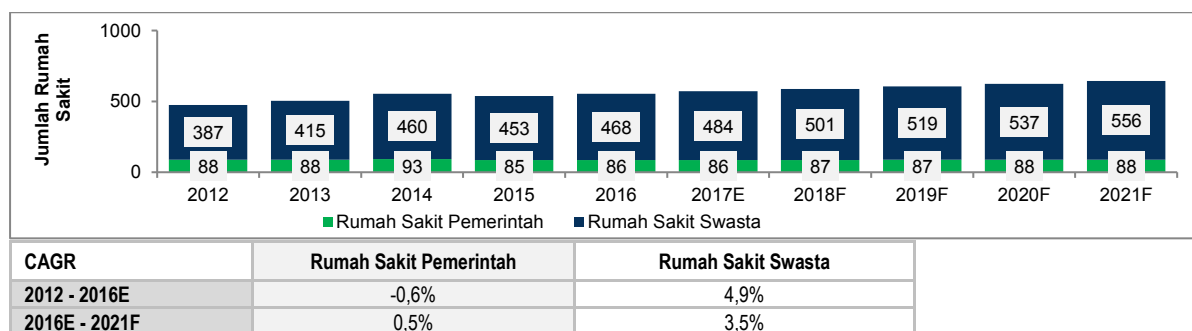 Jumlah Rumah
Sakit
1000
500
0
387 415 460 453 468 484 501 519 537 556
88 88 93 85 86 86 87 87 88 88
2012 2013 2014 2015 2016 2017E 2018F 2019F 2020F 2021F
Rumah Sakit Pemerintah Rumah Sakit Swasta
CAGR Rumah Sakit Pemerintah Rumah Sakit Swasta
2012 - 2016E -0,6% 4,9%
2016E - 2021F 0,5% 3,5%